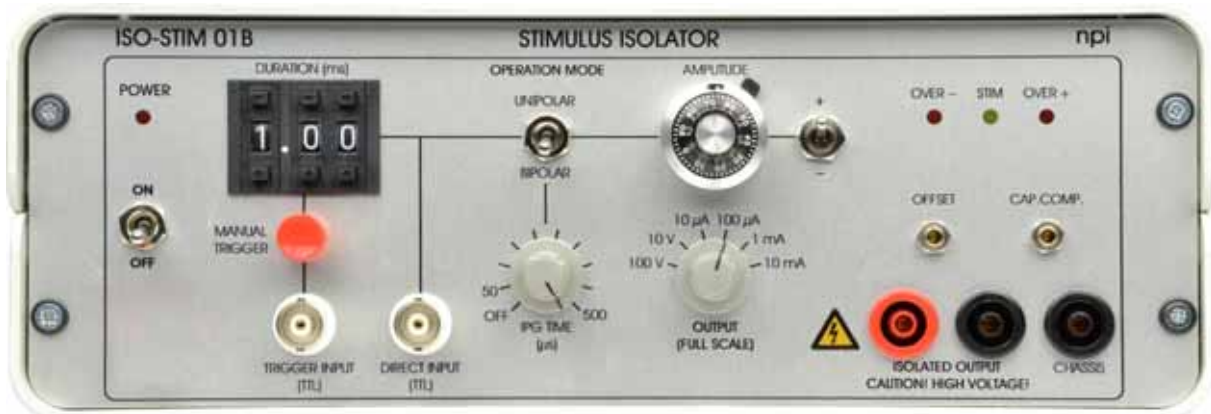 ISO-STIM 01B
STIMULUS ISOLATOR
npi
POWER
DURATION (ms)
1.00
OPERATION MODE
UNIPOLAR
BIPOLAR
AMPLITUDE
+
–
OVER –
STIM
OVER +
ON
OFF
MANUAL
TRIGGER
OFFSET
CAP.COMP.
50
OFF
500
IPG TIME
(µs)
10 µA
100 µA
10 V
1 mA
100 V
10 mA
OUTPUT
(FULL SCALE)
TRIGGER INPUT
(TTL)
DIRECT INPUT
(TTL)
ISOLATED OUTPUT
CAUTION! HIGH VOLTAGE!
CHASSIS